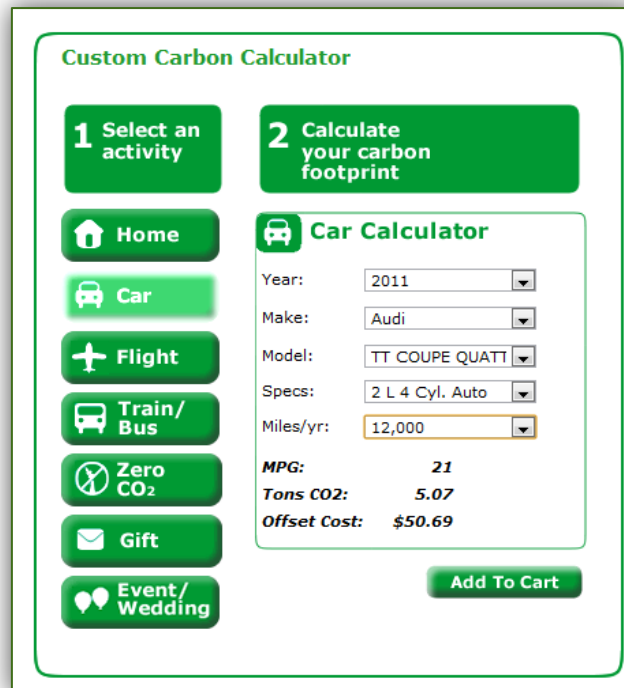 Custom Carbon Calculator
1 Select an
activity
2 Calculate
your carbon
footprint
Home
Car
Flight
Train/
Bus
Zero
CO₂
Gift
Event/
Wedding
Car Calculator
Year: 2011
Make: Audi
Model: TT COUPE QUATT
Specs: 2 L 4 Cyl. Auto
Miles/yr: 12,000
MPG: 21
Tons CO2: 5.07
Offset Cost: $50.69
Add To Cart